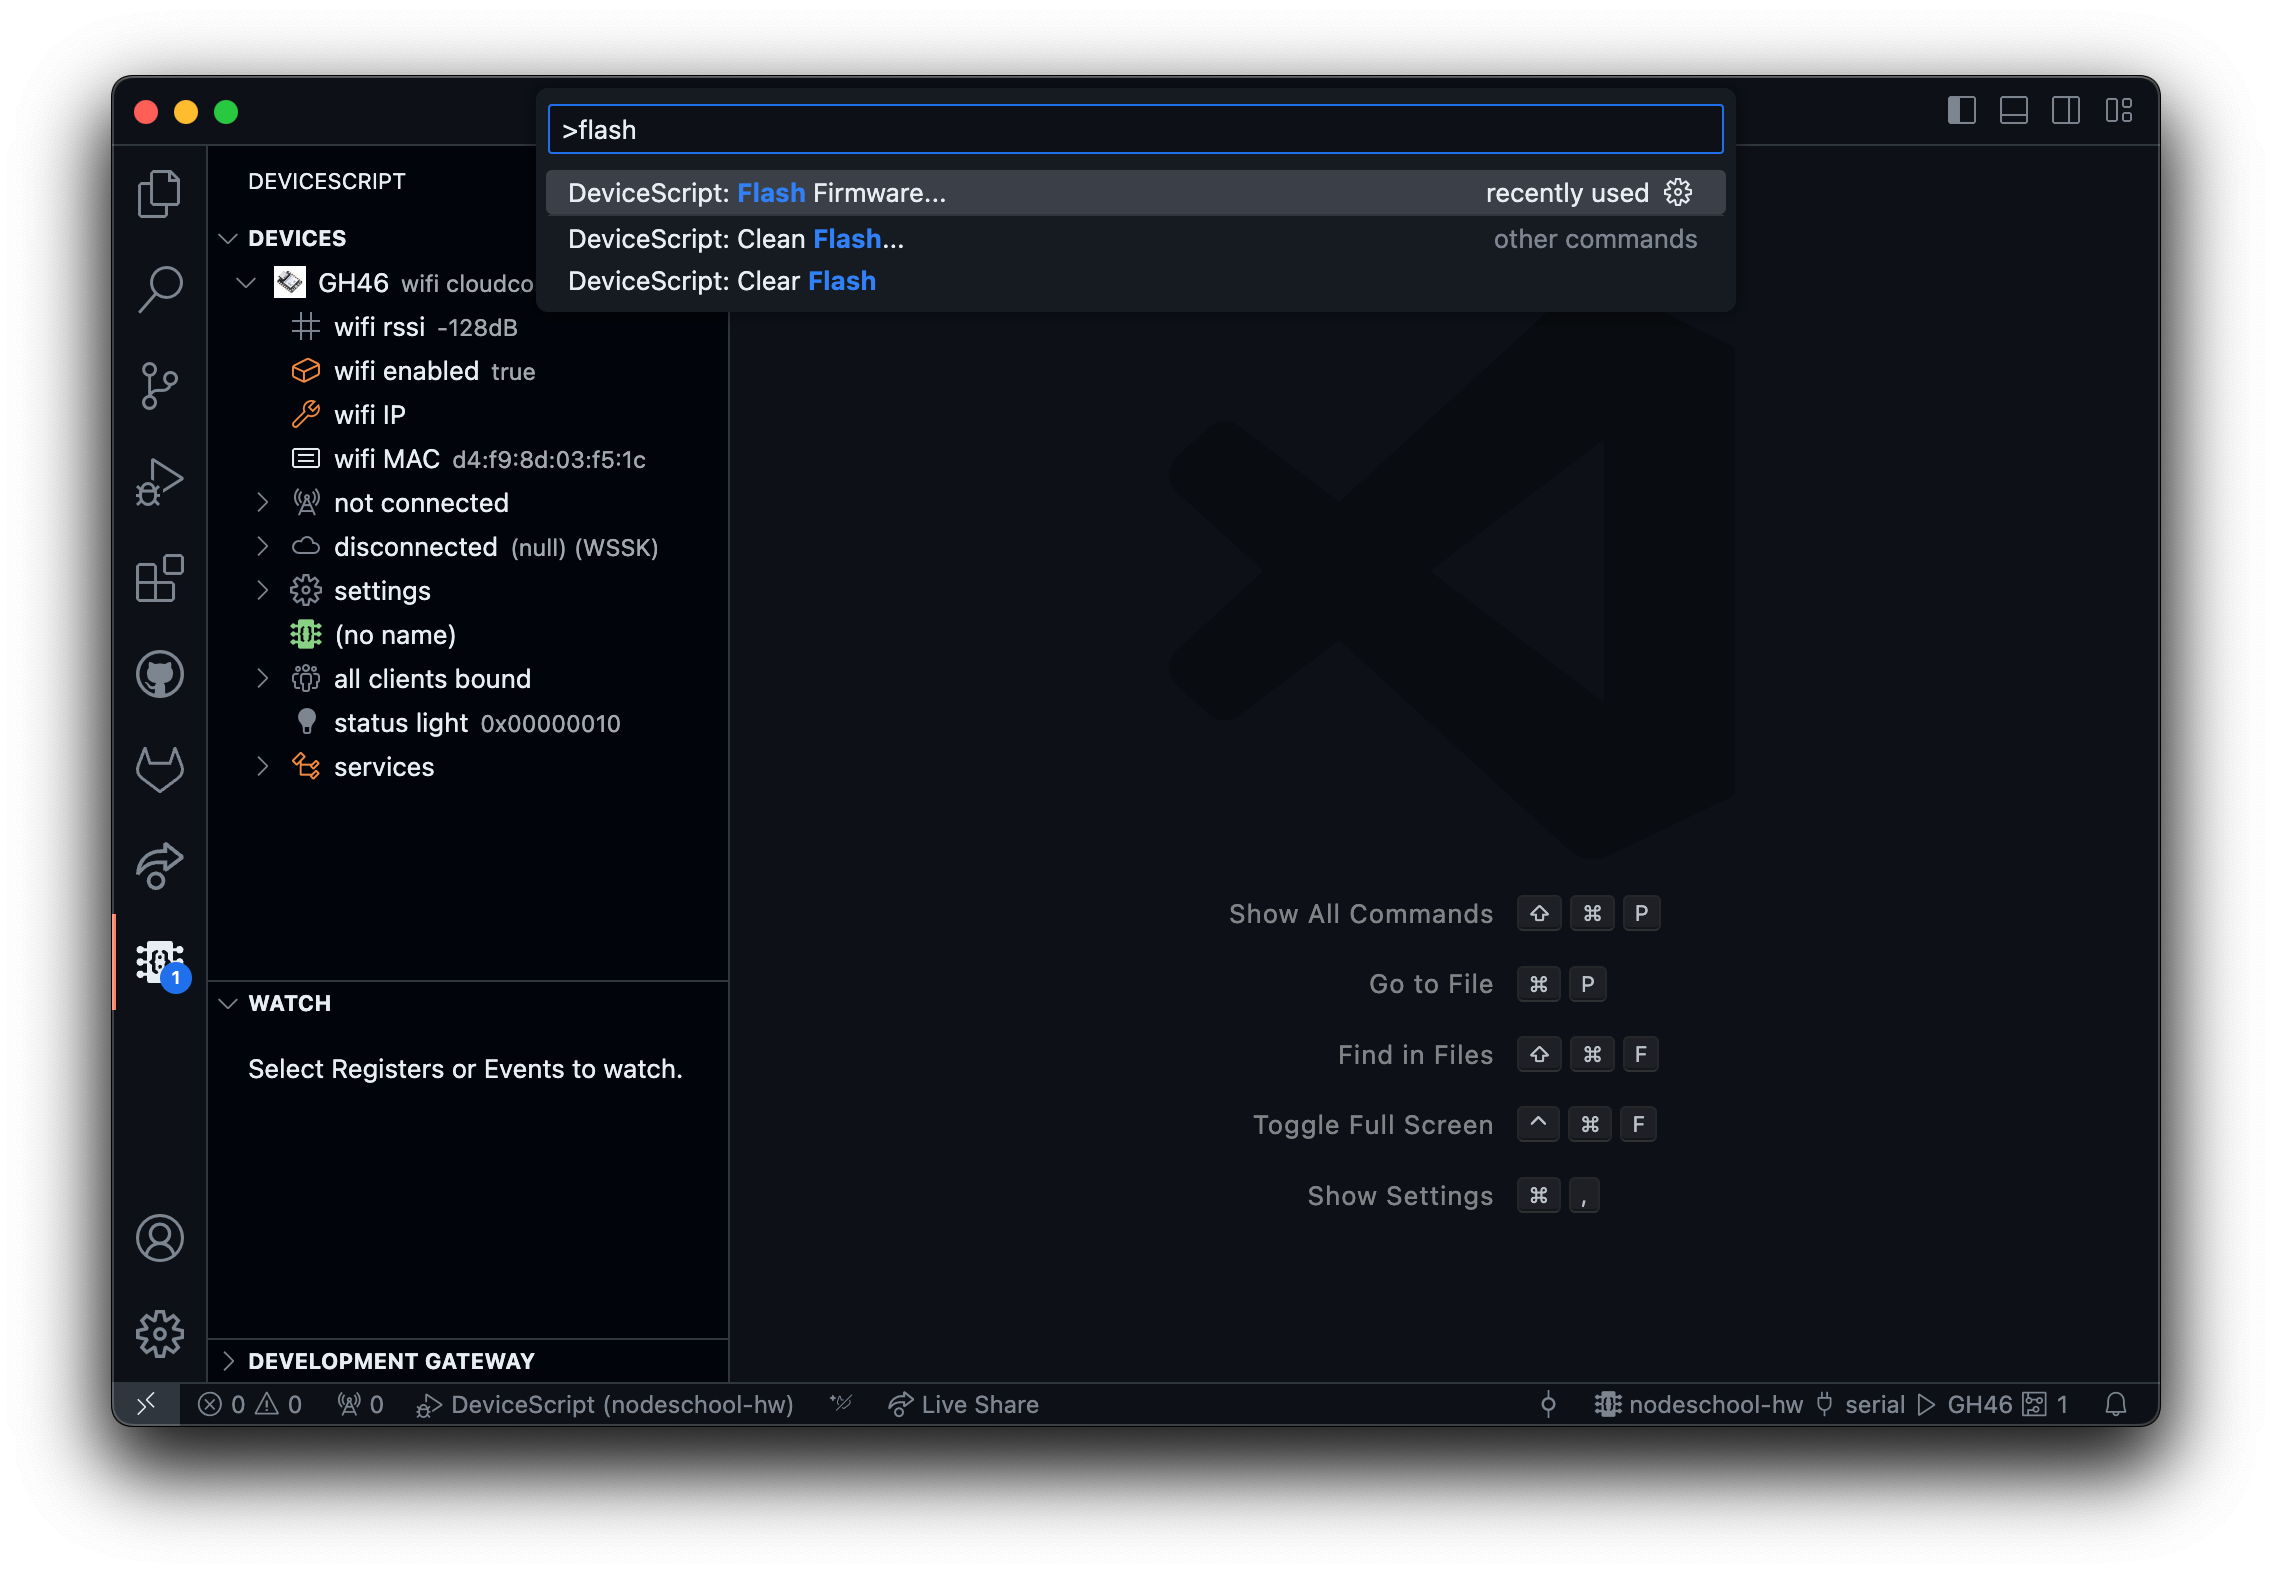 >flash
DeviceScript: Flash Firmware... recently used
DeviceScript: Clean Flash... other commands
DeviceScript: Clear Flash
DEVICESCRIPT
DEVICES
GH46 wifi cloudco
wifi rssi -128dB
wifi enabled true
wifi IP
wifi MAC d4:f9:8d:03:f5:1c
not connected
disconnected (null) (WSSK)
settings
(no name)
all clients bound
status light 0x00000010
services
1
WATCH
Select Registers or Events to watch.
DEVELOPMENT GATEWAY
Show All Commands ⇧ ⌘ P
Go to File ⌘ P
Find in Files ⇧ ⌘ F
Toggle Full Screen ^ ⌘ F
Show Settings ⌘ ,
0 0 0 DeviceScript (nodeschool-hw) Live Share nodeschool-hw serial GH46 1